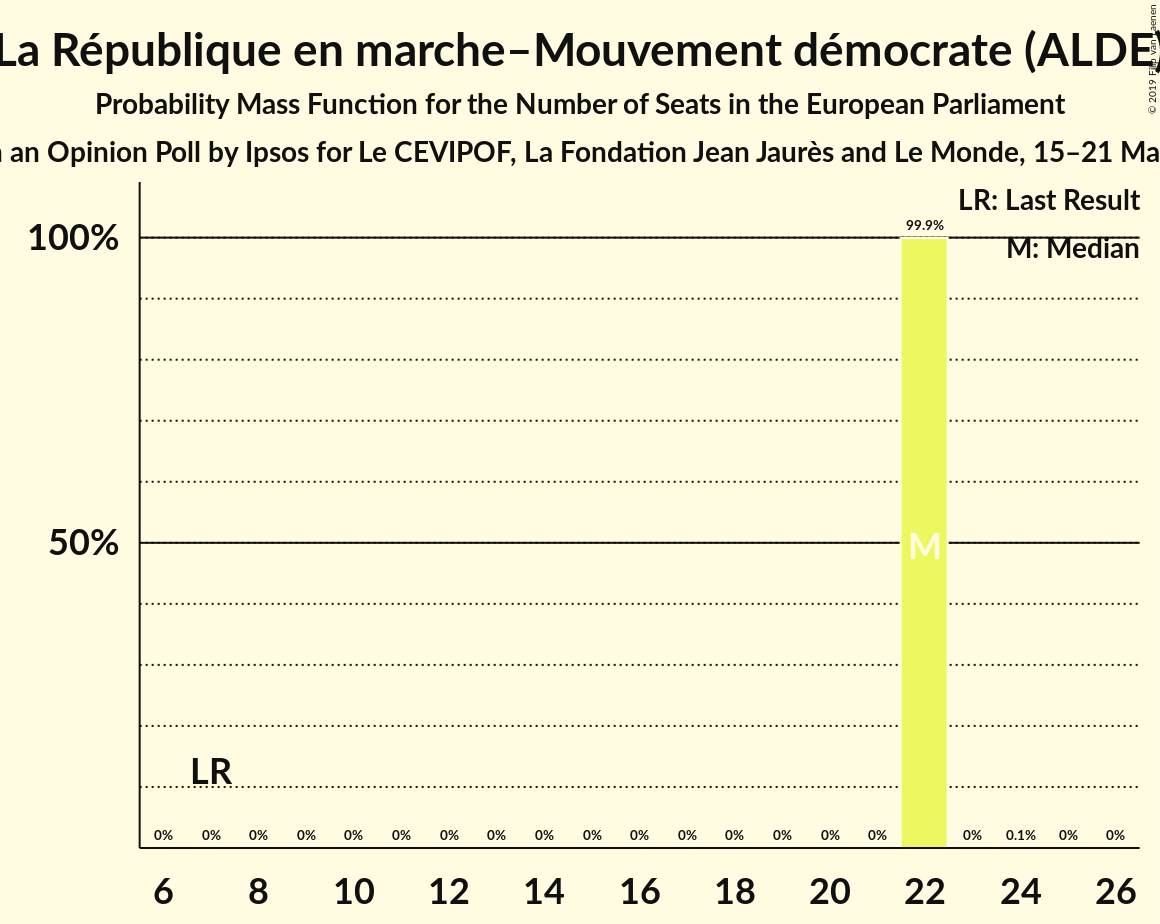 La République en marche–Mouvement démocrate (ALDE)
Probability Mass Function for the Number of Seats in the European Parliament
an Opinion Poll by Ipsos for Le CEVIPOF, La Fondation Jean Jaurès and Le Monde, 15–21 Ma
© 2019 Filip van Laenen
LR: Last Result
M: Median
99.9%
100%
50%
M
LR
0% 0% 0% 0% 0% 0% 0% 0% 0% 0% 0% 0% 0% 0% 0% 0% 0% 0.1% 0% 0%
6 8 10 12 14 16 18 20 22 24 26